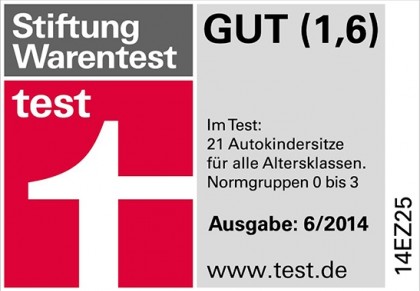 Stiftung
Warentest
test
GUT (1,6)
Im Test:
21 Autokindersitze
für alle Altersklassen.
Normgruppen 0 bis 3
Ausgabe: 6/2014
www.test.de
14EZ25